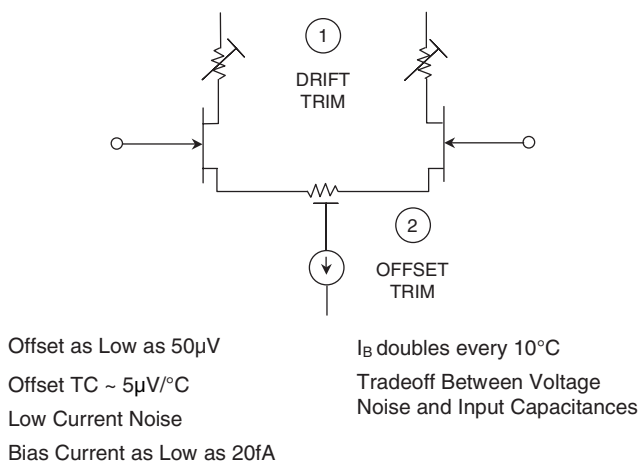 1
DRIFT
TRIM
2
OFFSET
TRIM
Offset as Low as 50µV
Offset TC ~ 5µV/°C
Low Current Noise
Bias Current as Low as 20fA
IB doubles every 10°C
Tradeoff Between Voltage
Noise and Input Capacitances